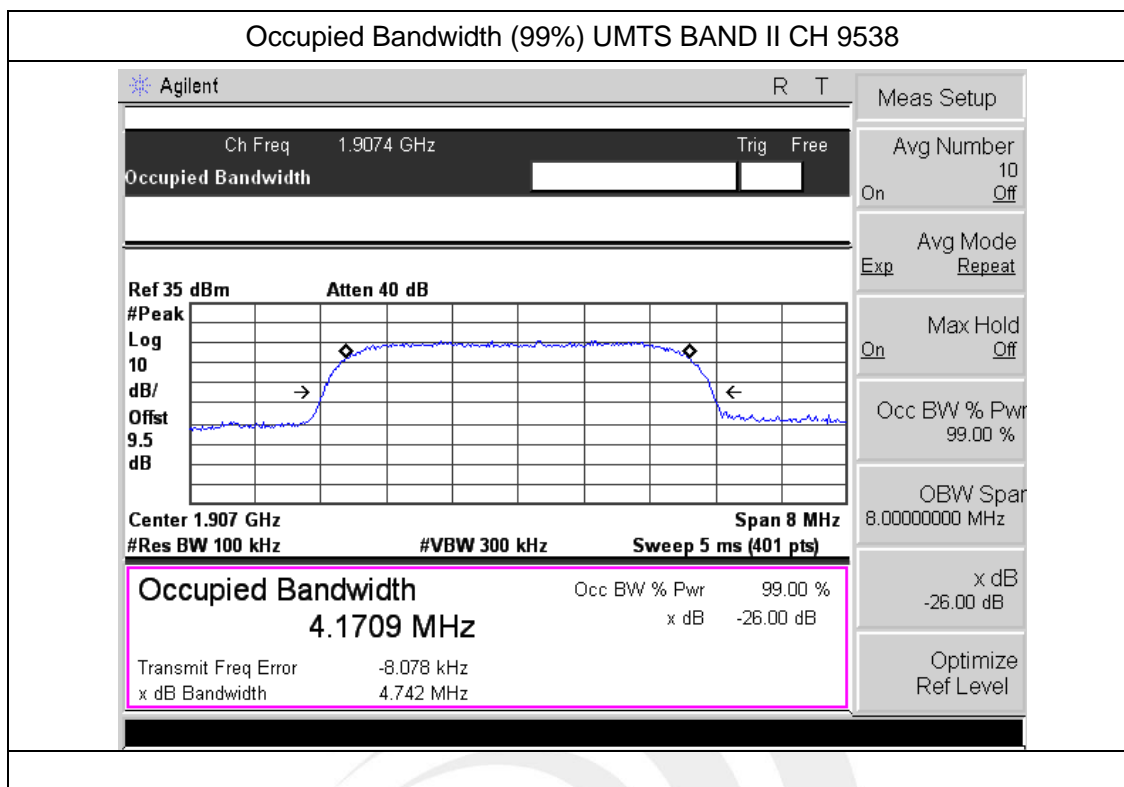 Occupied Bandwidth (99%) UMTS BAND II CH 9538
Agilent R T
Ch Freq 1.9074 GHz Trig Free
Occupied Bandwidth
Ref 35 dBm Atten 40 dB
#Peak
Log
10
dB/
Offst
9.5
dB
Center 1.907 GHz Span 8 MHz
#Res BW 100 kHz #VBW 300 kHz Sweep 5 ms (401 pts)
Occupied Bandwidth
4.1709 MHz
Occ BW % Pwr 99.00 %
x dB -26.00 dB
Transmit Freq Error -8.078 kHz
x dB Bandwidth 4.742 MHz
Meas Setup
Avg Number
10
On Off
Avg Mode
Exp Repeat
Max Hold
On Off
Occ BW % Pwr
99.00 %
OBW Span
8.00000000 MHz
x dB
-26.00 dB
Optimize
Ref Level